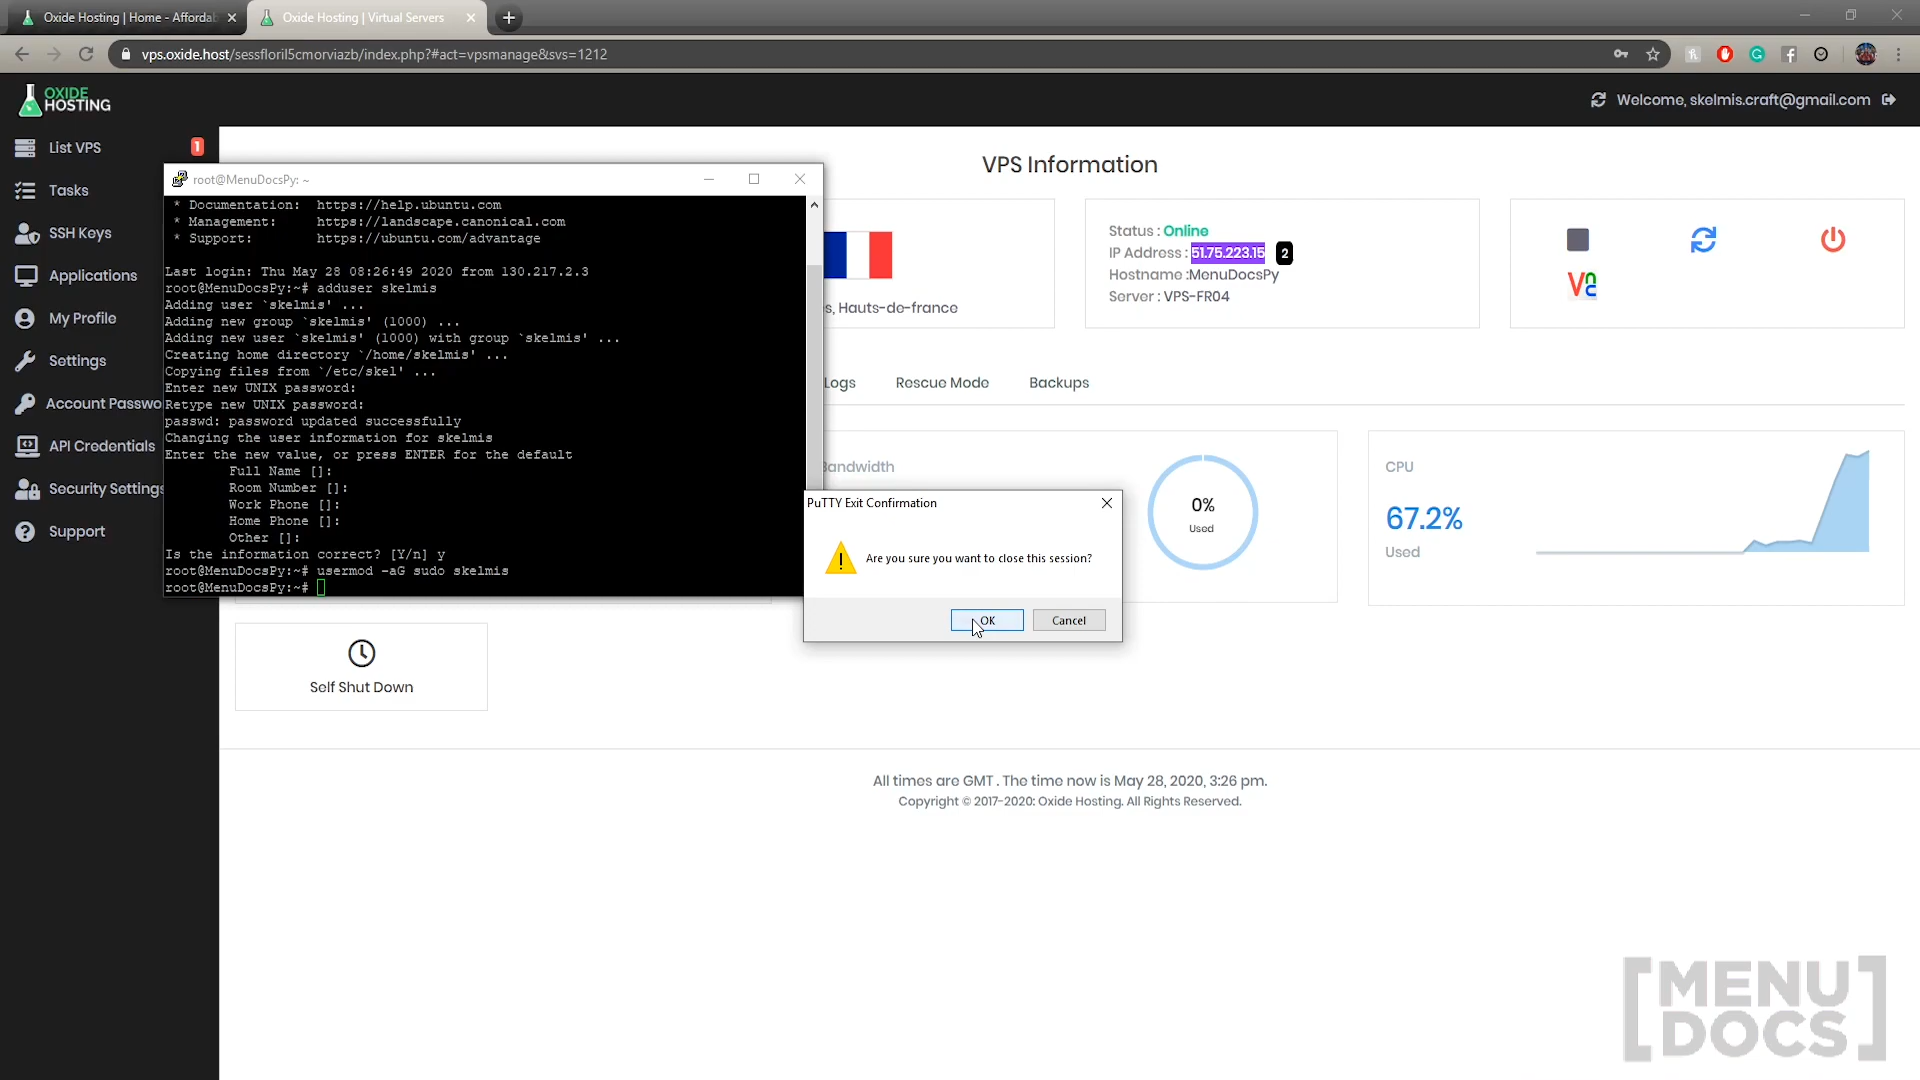 Oxide Hosting | Home - Affordab
Oxide Hosting | Virtual Servers
vps.oxide.host/sessfloril5cmorviazb/index.php?#act=vpsmanage&svs=1212
OXIDE
HOSTING
Welcome, skelmis.craft@gmail.com
List VPS
1
Tasks
SSH Keys
Applications
My Profile
Settings
Account Passwo
API Credentials
Security Settings
Support
VPS Information
s, Hauts-de-france
Status : Online
IP Address : 51.75.223.15 2
Hostname :MenuDocsPy
Server : VPS-FR04
Vnc
Logs
Rescue Mode
Backups
Bandwidth
0%
Used
CPU
67.2%
Used
root@MenuDocsPy: ~
* Documentation: https://help.ubuntu.com
* Management: https://landscape.canonical.com
* Support: https://ubuntu.com/advantage
Last login: Thu May 28 08:26:49 2020 from 130.217.2.3
root@MenuDocsPy:~# adduser skelmis
Adding user `skelmis' ...
Adding new group `skelmis' (1000) ...
Adding new user `skelmis' (1000) with group `skelmis' ...
Creating home directory `/home/skelmis' ...
Copying files from `/etc/skel' ...
Enter new UNIX password:
Retype new UNIX password:
passwd: password updated successfully
Changing the user information for skelmis
Enter the new value, or press ENTER for the default
Full Name []:
Room Number []:
Work Phone []:
Home Phone []:
Other []:
Is the information correct? [Y/n] y
root@MenuDocsPy:~# usermod -aG sudo skelmis
root@MenuDocsPy:~#
PuTTY Exit Confirmation
Are you sure you want to close this session?
OK
Cancel
Self Shut Down
All times are GMT . The time now is May 28, 2020, 3:26 pm.
Copyright © 2017-2020: Oxide Hosting. All Rights Reserved.
[MENU
DOCS]